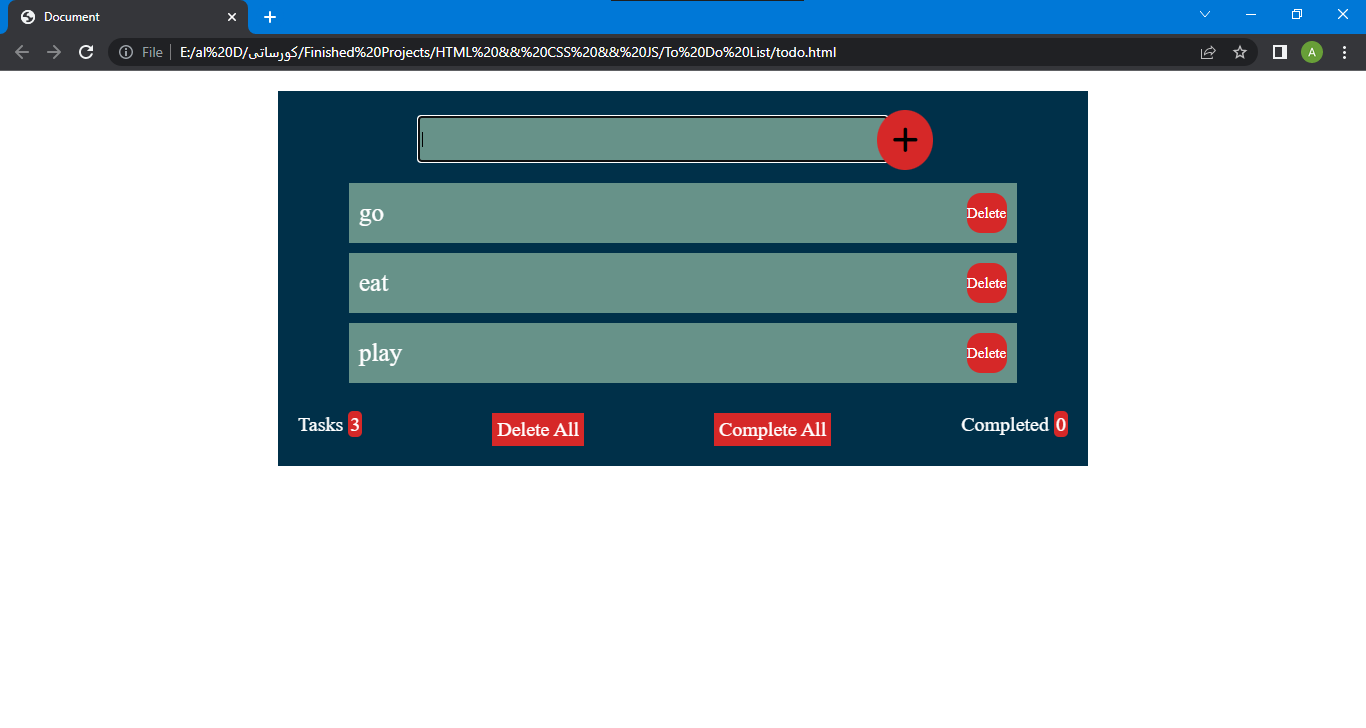 Document
File E:/al%20D/كورساتى/Finished%20Projects/HTML%20&&%20CSS%20&&%20JS/To%20Do%20List/todo.html
A
go Delete
eat Delete
play Delete
Tasks 3 Delete All Complete All Completed 0